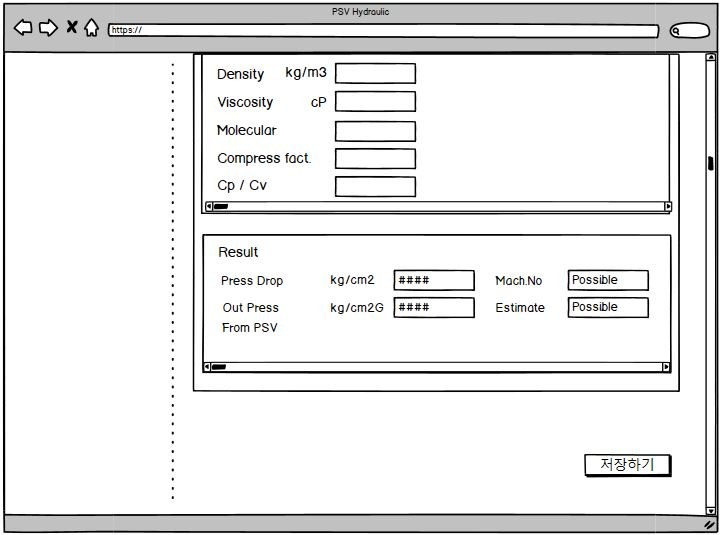 PSV Hydraulic
https://
Density kg/m3
Viscosity cP
Molecular
Compress fact.
Cp / Cv
Result
Press Drop kg/cm2 #### Mach.No Possible
Out Press kg/cm2G #### Estimate Possible
From PSV
저장하기